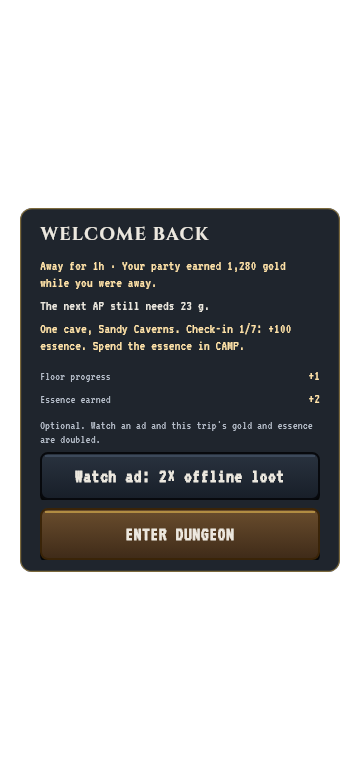 WELCOME BACK
Away for 1h · Your party earned 1,280 gold
while you were away.
The next AP still needs 23 g.
One cave, Sandy Caverns. Check-in 1/7: +100
essence. Spend the essence in CAMP.
Floor progress +1
Essence earned +2
Optional. Watch an ad and this trip's gold and essence
are doubled.
Watch ad: 2X offline loot
ENTER DUNGEON